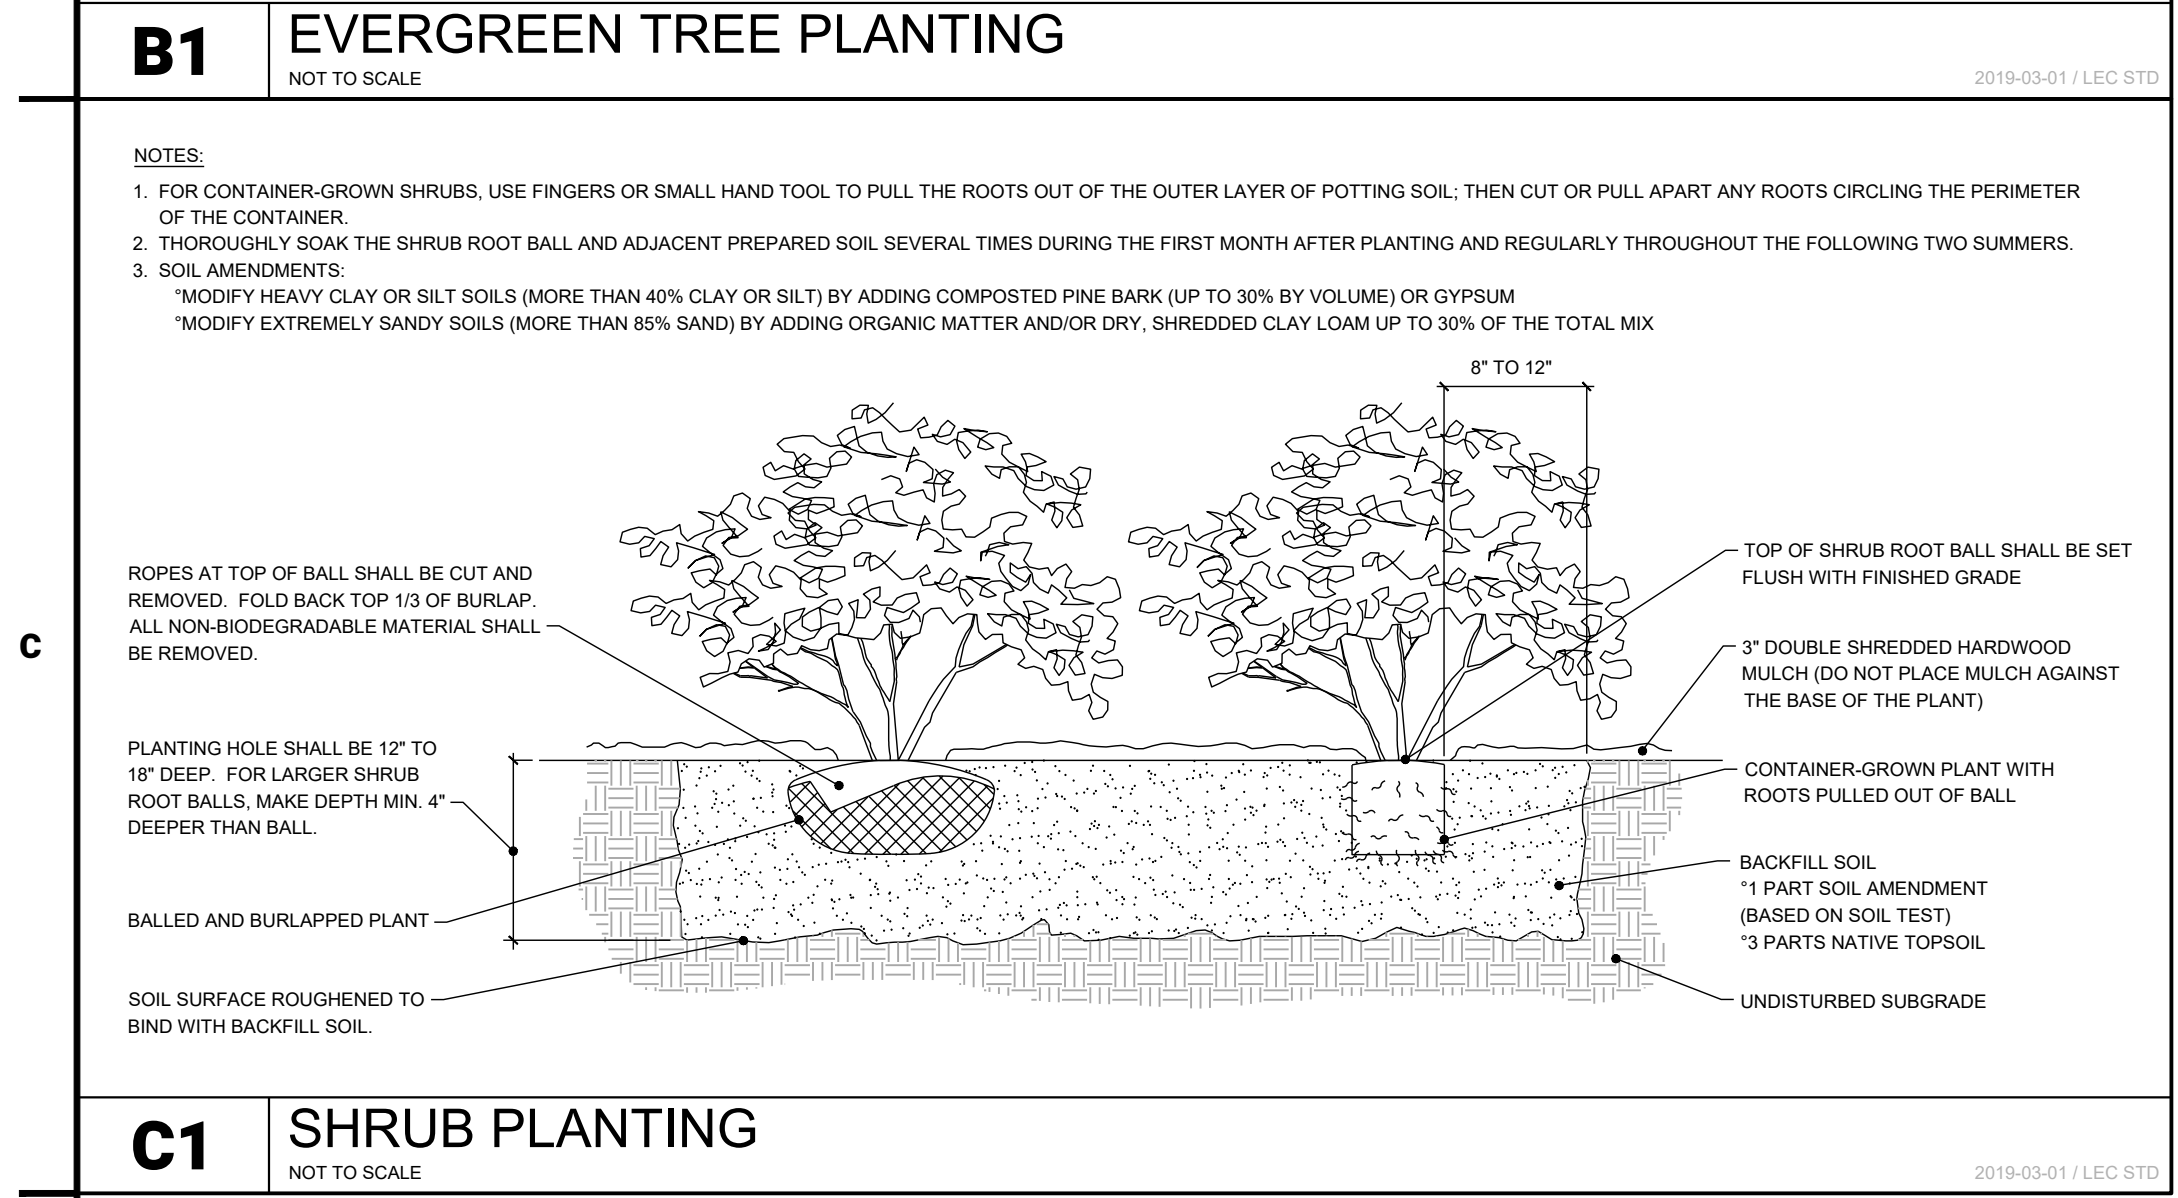 B1
EVERGREEN TREE PLANTING
NOT TO SCALE
2019-03-01 / LEC STD
NOTES:
1. FOR CONTAINER-GROWN SHRUBS, USE FINGERS OR SMALL HAND TOOL TO PULL THE ROOTS OUT OF THE OUTER LAYER OF POTTING SOIL; THEN CUT OR PULL APART ANY ROOTS CIRCLING THE PERIMETER
OF THE CONTAINER.
2. THOROUGHLY SOAK THE SHRUB ROOT BALL AND ADJACENT PREPARED SOIL SEVERAL TIMES DURING THE FIRST MONTH AFTER PLANTING AND REGULARLY THROUGHOUT THE FOLLOWING TWO SUMMERS.
3. SOIL AMENDMENTS:
°MODIFY HEAVY CLAY OR SILT SOILS (MORE THAN 40% CLAY OR SILT) BY ADDING COMPOSTED PINE BARK (UP TO 30% BY VOLUME) OR GYPSUM
°MODIFY EXTREMELY SANDY SOILS (MORE THAN 85% SAND) BY ADDING ORGANIC MATTER AND/OR DRY, SHREDDED CLAY LOAM UP TO 30% OF THE TOTAL MIX
8" TO 12"
C
ROPES AT TOP OF BALL SHALL BE CUT AND
REMOVED. FOLD BACK TOP 1/3 OF BURLAP.
ALL NON-BIODEGRADABLE MATERIAL SHALL
BE REMOVED.
PLANTING HOLE SHALL BE 12" TO
18" DEEP. FOR LARGER SHRUB
ROOT BALLS, MAKE DEPTH MIN. 4"
DEEPER THAN BALL.
BALLED AND BURLAPPED PLANT
SOIL SURFACE ROUGHENED TO
BIND WITH BACKFILL SOIL.
TOP OF SHRUB ROOT BALL SHALL BE SET
FLUSH WITH FINISHED GRADE
3" DOUBLE SHREDDED HARDWOOD
MULCH (DO NOT PLACE MULCH AGAINST
THE BASE OF THE PLANT)
CONTAINER-GROWN PLANT WITH
ROOTS PULLED OUT OF BALL
BACKFILL SOIL
°1 PART SOIL AMENDMENT
(BASED ON SOIL TEST)
°3 PARTS NATIVE TOPSOIL
UNDISTURBED SUBGRADE
C1
SHRUB PLANTING
NOT TO SCALE
2019-03-01 / LEC STD